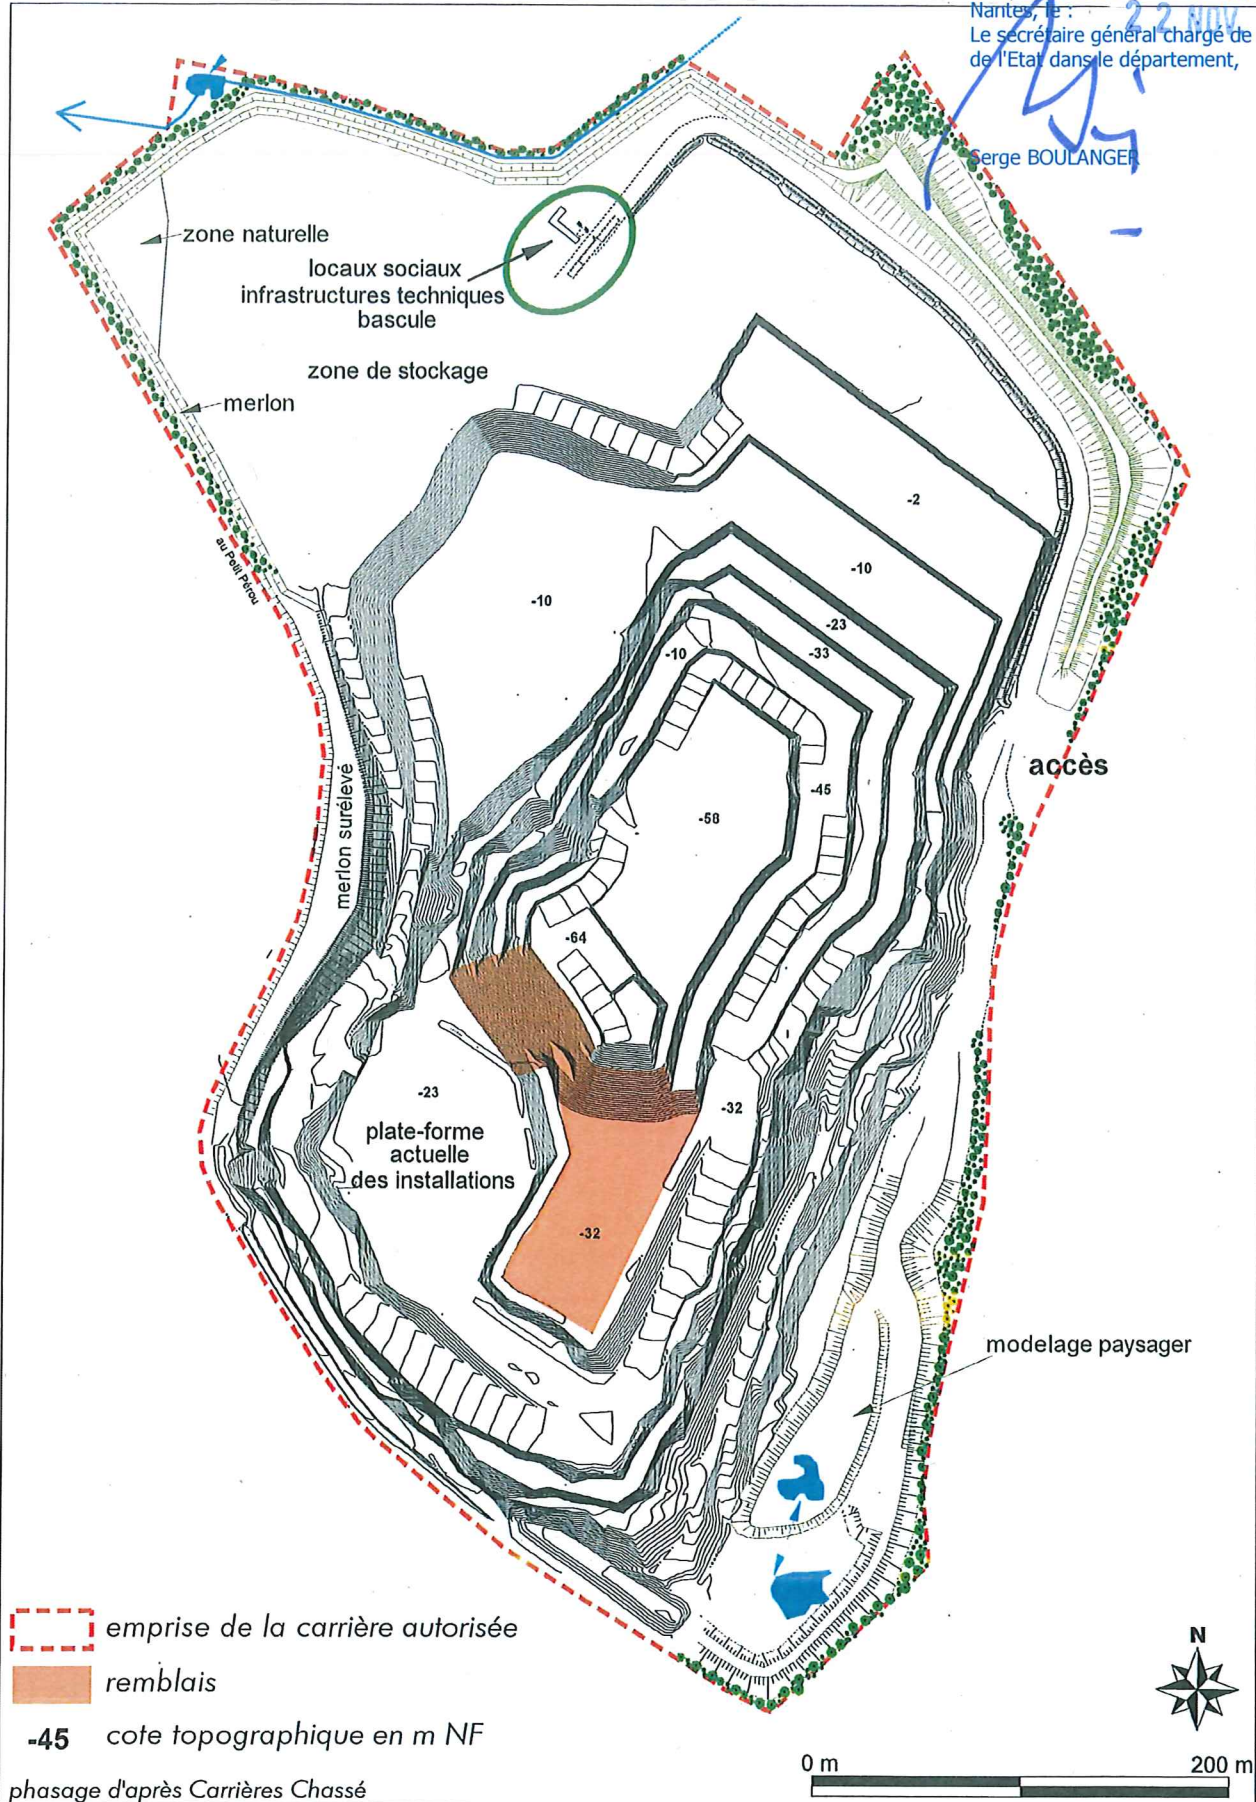 Nantes, le : 22 NOV.
Le secrétaire général chargé de
de l'Etat dans le département,
Serge BOULANGER
zone naturelle
locaux sociaux
infrastructures techniques
bascule
zone de stockage
merlon
-2
au Petit Pérou
-10
-10
-23
-33
-10
accès
merlon surélevé
-45
-58
-64
-23
-32
plate-forme
actuelle
des installations
-32
modelage paysager
emprise de la carrière autorisée
remblais
-45 cote topographique en m NF
phasage d'après Carrières Chassé
N
0 m 200 m